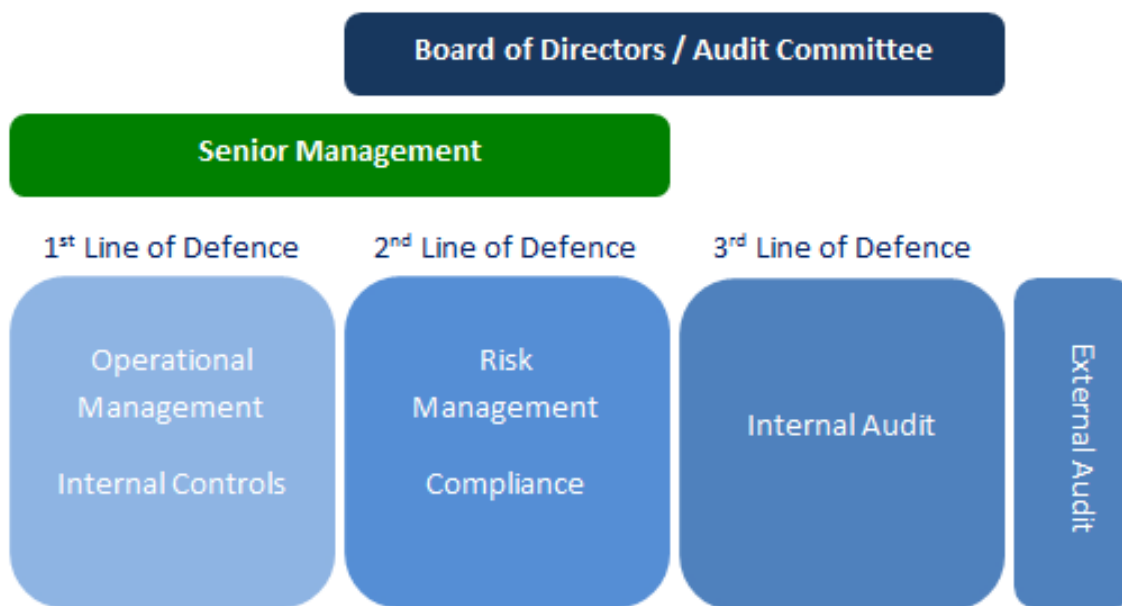 Board of Directors / Audit Committee
Senior Management
1st Line of Defence
2nd Line of Defence
3rd Line of Defence
Operational
Management
Internal Controls
Risk
Management
Compliance
Internal Audit
External Audit